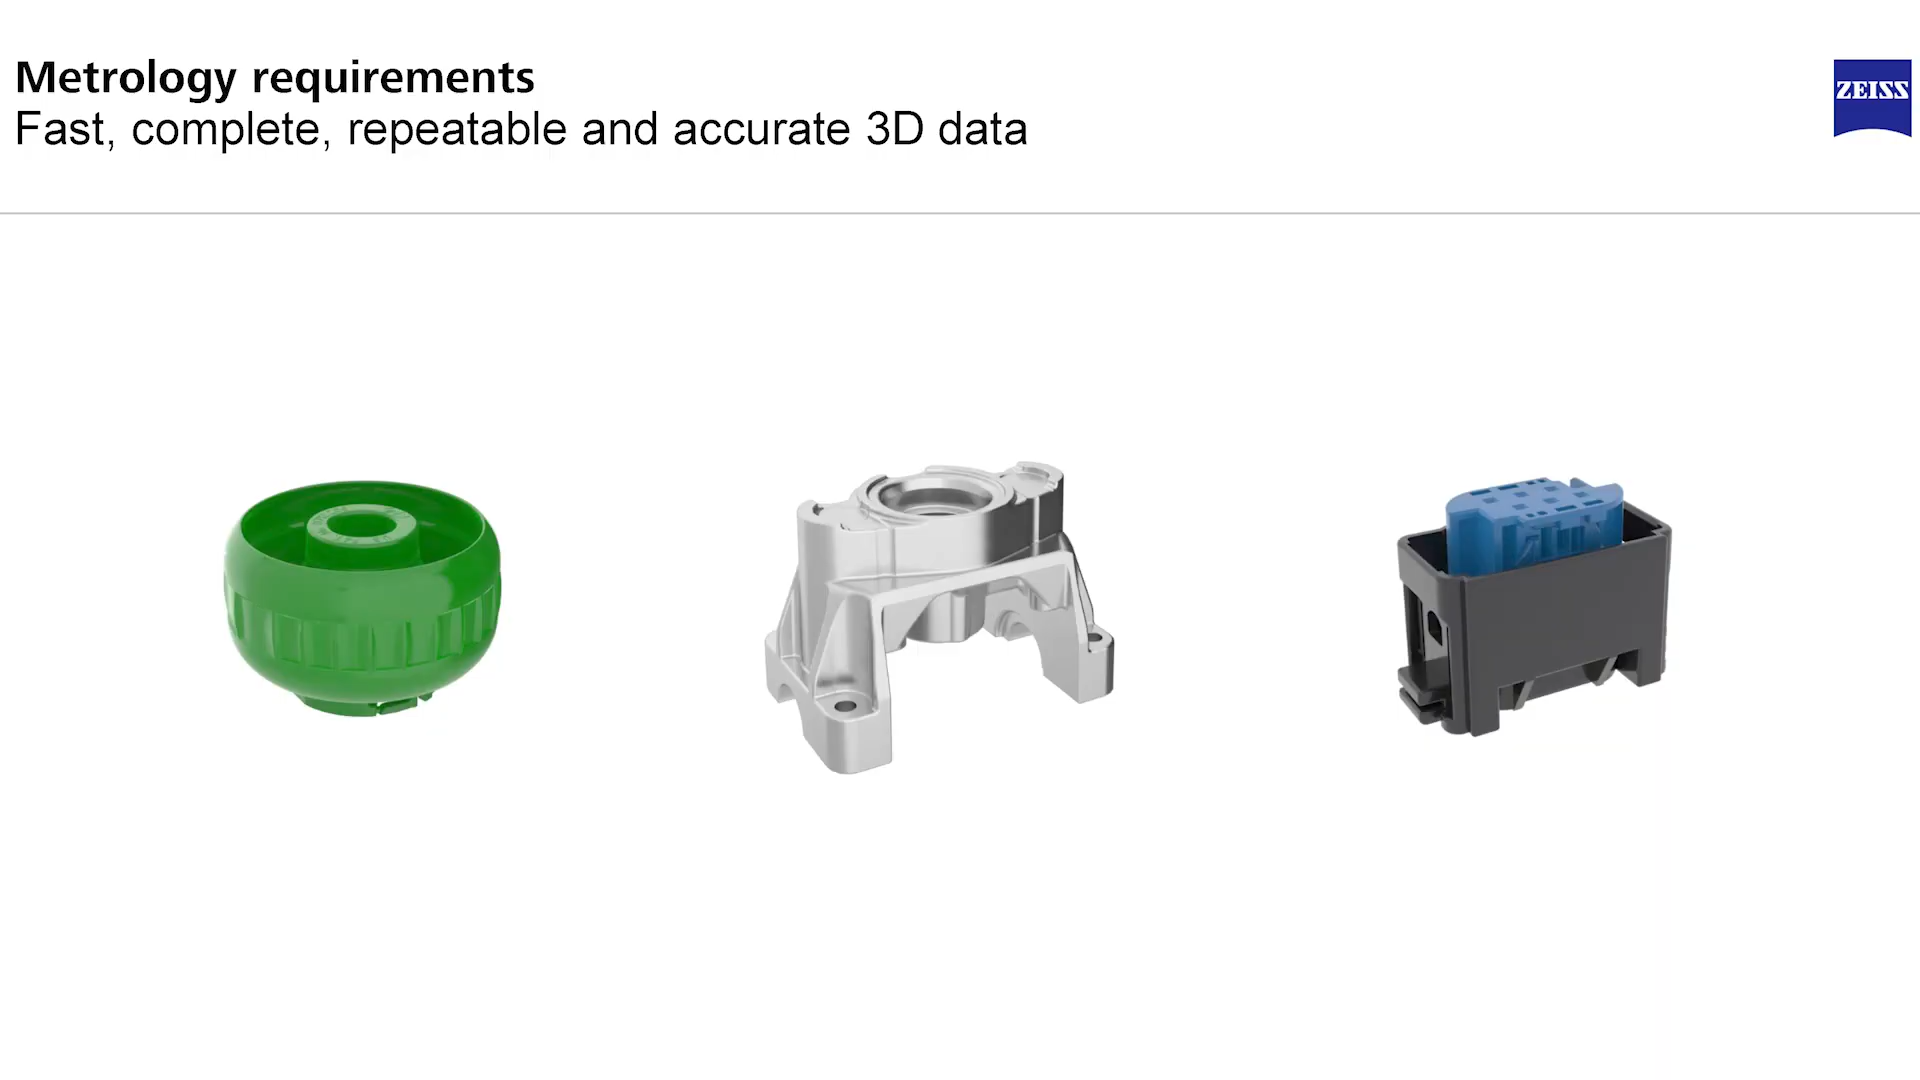 Metrology requirements
Fast, complete, repeatable and accurate 3D data
ZEISS